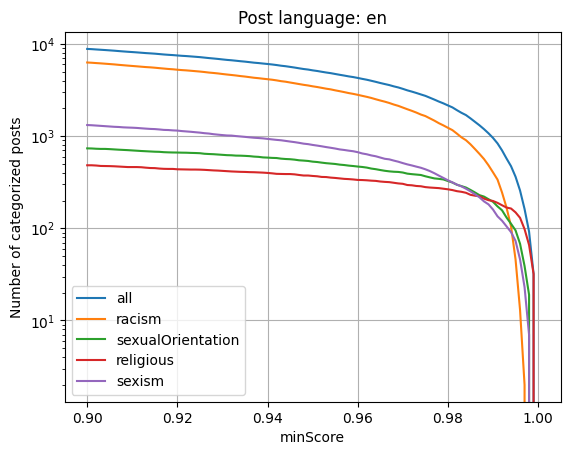 Post language: en
Number of categorized posts
10^4
10^3
10^2
10^1
all
racism
sexualOrientation
religious
sexism
0.90 0.92 0.94 0.96 0.98 1.00
minScore